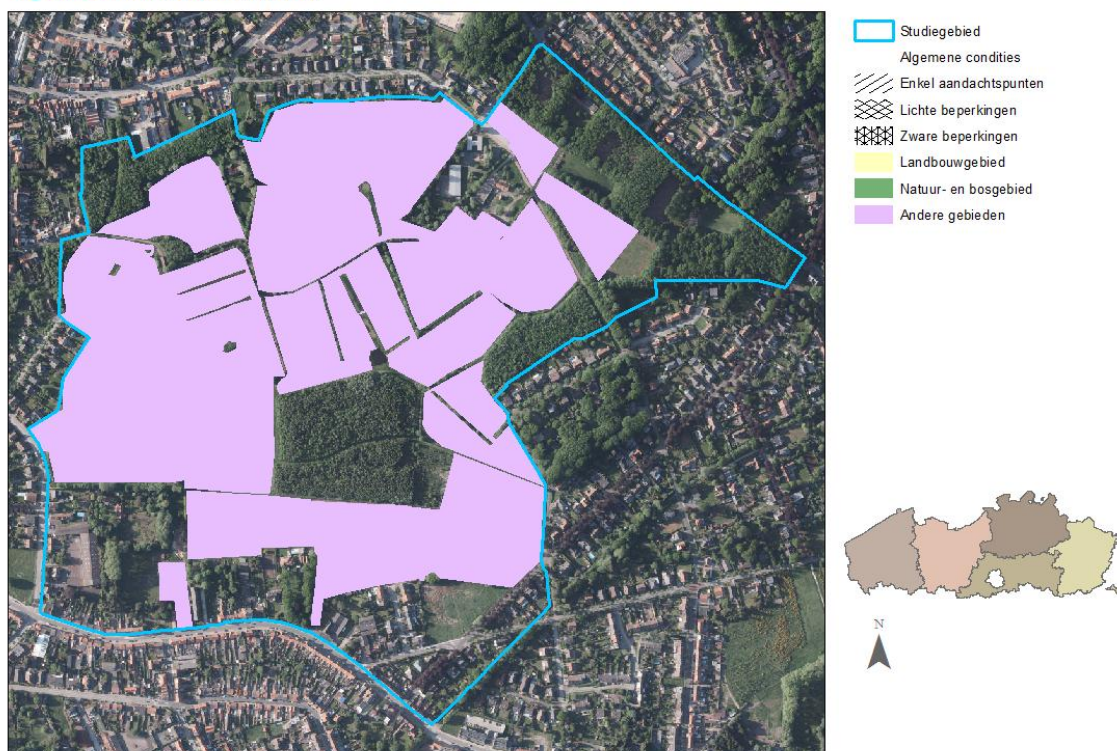 Studiegebied
Algemene condities
Enkel aandachtspunten
Lichte beperkingen
Zware beperkingen
Landbouwgebied
Natuur- en bosgebied
Andere gebieden
N